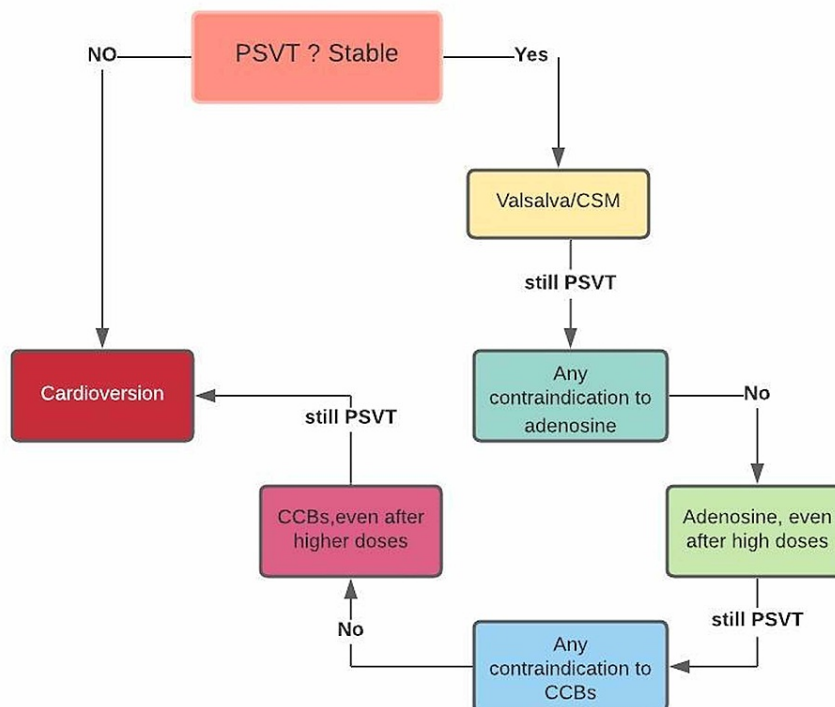 PSVT ? Stable
NO
Yes
Valsalva/CSM
still PSVT
Any
contraindication to
adenosine
No
Adenosine, even
after high doses
still PSVT
Any
contraindication to
CCBs
No
CCBs,even after
higher doses
still PSVT
Cardioversion